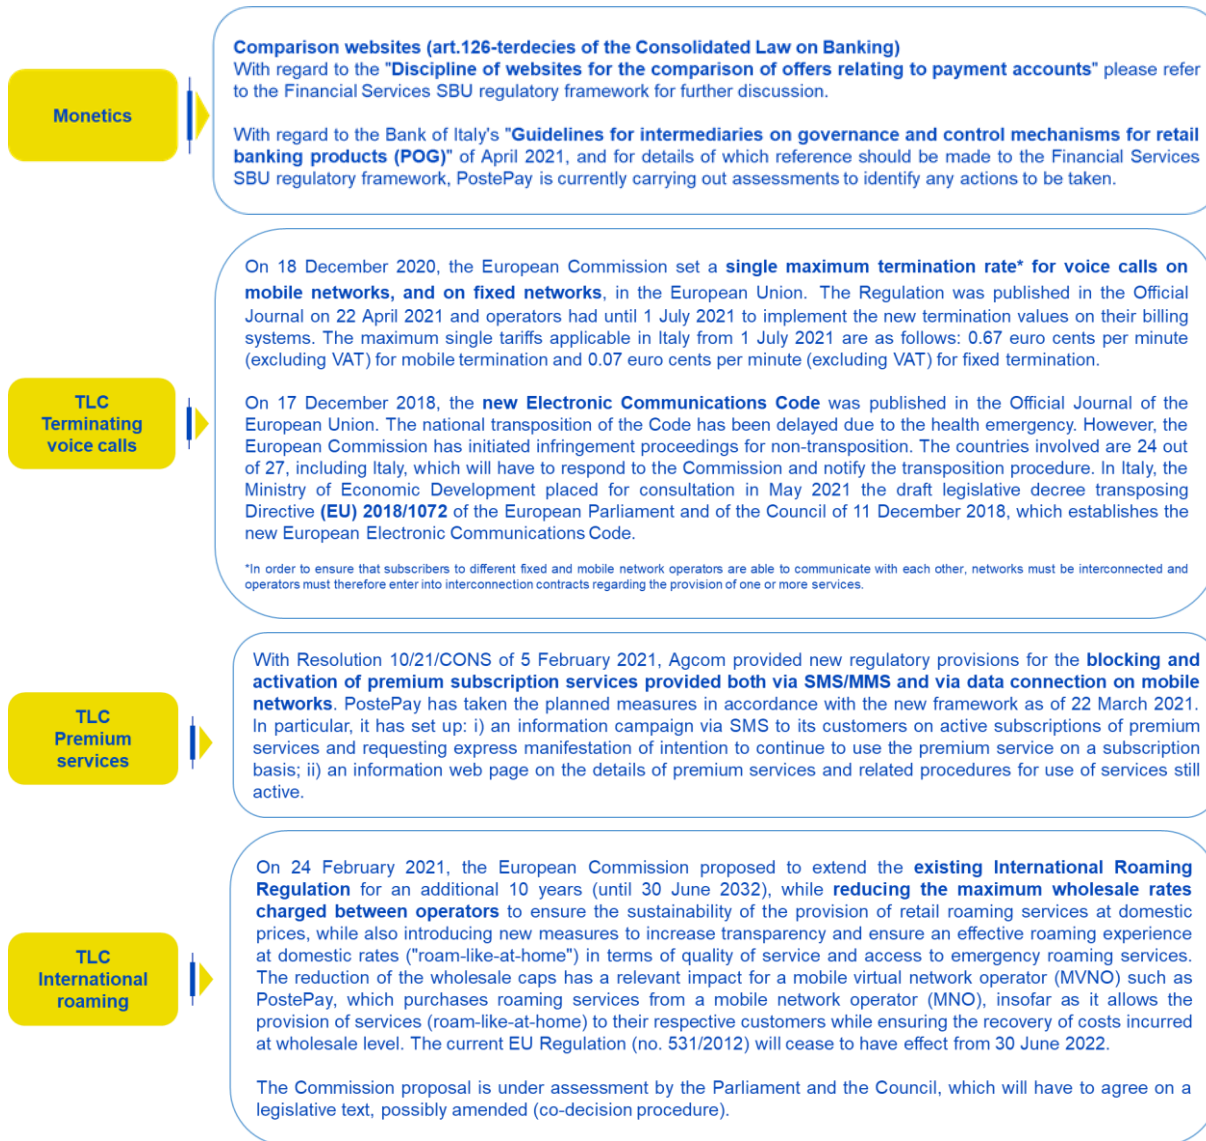 Monetics
Comparison websites (art.126-terdecies of the Consolidated Law on Banking)
With regard to the "Discipline of websites for the comparison of offers relating to payment accounts" please refer
to the Financial Services SBU regulatory framework for further discussion.
With regard to the Bank of Italy's "Guidelines for intermediaries on governance and control mechanisms for retail
banking products (POG)" of April 2021, and for details of which reference should be made to the Financial Services
SBU regulatory framework, PostePay is currently carrying out assessments to identify any actions to be taken.
TLC
Terminating
voice calls
On 18 December 2020, the European Commission set a single maximum termination rate* for voice calls on
mobile networks, and on fixed networks, in the European Union. The Regulation was published in the Official
Journal on 22 April 2021 and operators had until 1 July 2021 to implement the new termination values on their billing
systems. The maximum single tariffs applicable in Italy from 1 July 2021 are as follows: 0.67 euro cents per minute
(excluding VAT) for mobile termination and 0.07 euro cents per minute (excluding VAT) for fixed termination.
On 17 December 2018, the new Electronic Communications Code was published in the Official Journal of the
European Union. The national transposition of the Code has been delayed due to the health emergency. However, the
European Commission has initiated infringement proceedings for non-transposition. The countries involved are 24 out
of 27, including Italy, which will have to respond to the Commission and notify the transposition procedure. In Italy, the
Ministry of Economic Development placed for consultation in May 2021 the draft legislative decree transposing
Directive (EU) 2018/1072 of the European Parliament and of the Council of 11 December 2018, which establishes the
new European Electronic Communications Code.
*In order to ensure that subscribers to different fixed and mobile network operators are able to communicate with each other, networks must be interconnected and
operators must therefore enter into interconnection contracts regarding the provision of one or more services.
TLC
Premium
services
With Resolution 10/21/CONS of 5 February 2021, Agcom provided new regulatory provisions for the blocking and
activation of premium subscription services provided both via SMS/MMS and via data connection on mobile
networks. PostePay has taken the planned measures in accordance with the new framework as of 22 March 2021.
In particular, it has set up: i) an information campaign via SMS to its customers on active subscriptions of premium
services and requesting express manifestation of intention to continue to use the premium service on a subscription
basis; ii) an information web page on the details of premium services and related procedures for use of services still
active.
TLC
International
roaming
On 24 February 2021, the European Commission proposed to extend the existing International Roaming
Regulation for an additional 10 years (until 30 June 2032), while reducing the maximum wholesale rates
charged between operators to ensure the sustainability of the provision of retail roaming services at domestic
prices, while also introducing new measures to increase transparency and ensure an effective roaming experience
at domestic rates ("roam-like-at-home") in terms of quality of service and access to emergency roaming services.
The reduction of the wholesale caps has a relevant impact for a mobile virtual network operator (MVNO) such as
PostePay, which purchases roaming services from a mobile network operator (MNO), insofar as it allows the
provision of services (roam-like-at-home) to their respective customers while ensuring the recovery of costs incurred
at wholesale level. The current EU Regulation (no. 531/2012) will cease to have effect from 30 June 2022.
The Commission proposal is under assessment by the Parliament and the Council, which will have to agree on a
legislative text, possibly amended (co-decision procedure).